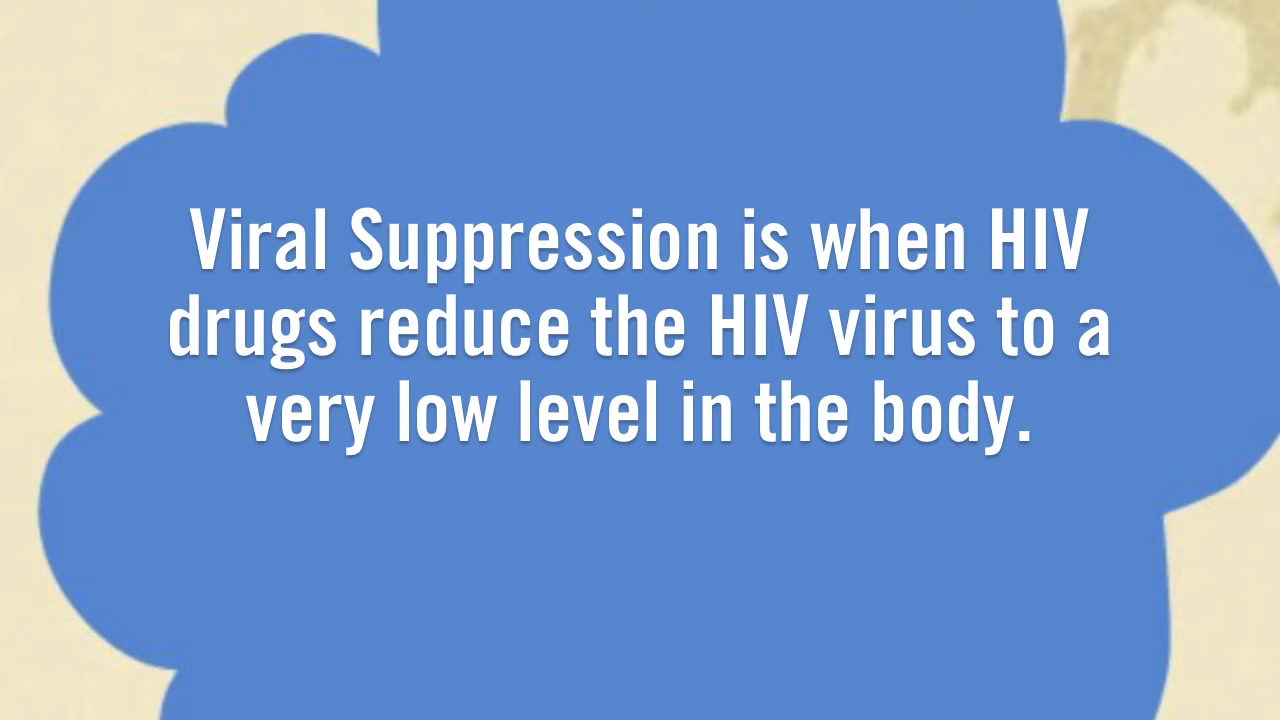 Viral Suppression is when HIV
drugs reduce the HIV virus to a
very low level in the body.